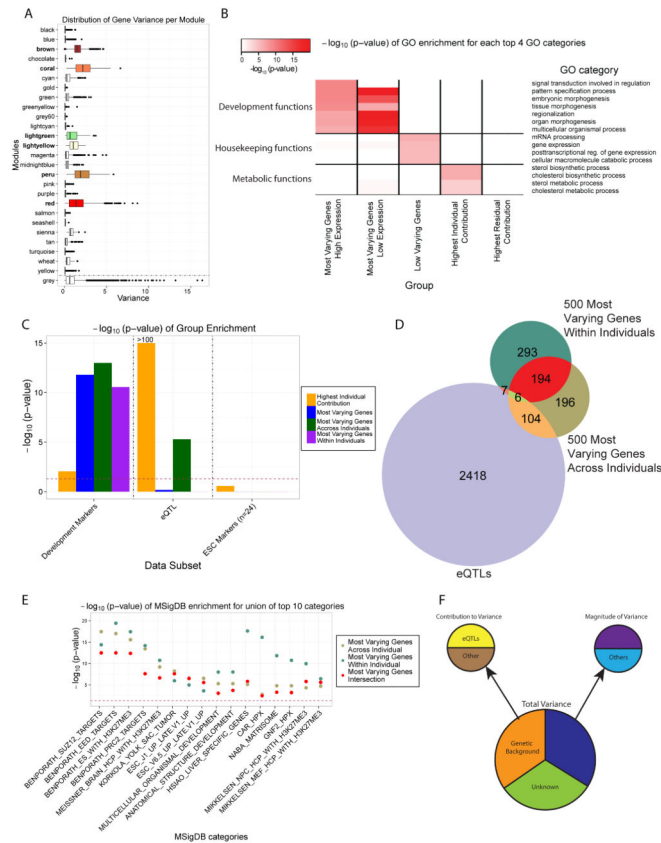 A
Distribution of Gene Variance per Module
Modules
black
blue
brown
chocolate
coral
cyan
gold
green
greenyellow
grey60
lightcyan
lightgreen
lightyellow
magenta
midnightblue
peru
pink
purple
red
salmon
seashell
sienna
tan
turquoise
wheat
yellow
grey
0 5 10 15
Variance
B
−log10 (p−value) of GO enrichment for each top 4 GO categories
0 5 10 15
-log10 (p-value)
GO category
Development functions
Housekeeping functions
Metabolic functions
signal transduction involved in regulation
pattern specification process
embryonic morphogenesis
tissue morphogenesis
regionalization
organ morphogenesis
multicellular organismal process
mRNA processing
gene expression
posttranscriptional reg. of gene expression
cellular macromolecule catabolic process
sterol biosynthetic process
cholesterol biosynthetic process
sterol metabolic process
cholesterol metabolic process
Most Varying Genes
High Expression
Most Varying Genes
Low Expression
Low Varying Genes
Highest Individual
Contribution
Highest Residual
Contribution
Group
C
−log10 (p−value) of Group Enrichment
−log10 (p−value)
15
10
5
0
>100
Development Markers
eQTL
ESC Markers (n=24)
Data Subset
Highest Individual
Contribution
Most Varying Genes
Most Varying Genes
Accross Individuals
Most Varying Genes
Within Individuals
D
500 Most
Varying Genes
Within Individuals
293
194
7
6
196
104
500 Most
Varying Genes
Across Individuals
2418
eQTLs
E
−log10 (p−value) of MSigDB enrichment for union of top 10 categories
−log10 (p−value)
20
15
10
5
0
Most Varying Genes
Across Individual
Most Varying Genes
Within Individual
Most Varying Genes
Intersection
BENPORATH_SUZ12_TARGETS
BENPORATH_EED_TARGETS
BENPORATH_ES_WITH_H3K27ME3
BENPORATH_PRC2_TARGETS
MEISSNER_BRAIN_HCP_WITH_H3K27ME3
KORKOLA_YOLK_SAC_TUMOR
ESC_J1_UP_LATE.V1_UP
ESC_V6.5_UP_LATE.V1_UP
MULTICELLULAR_ORGANISMAL_DEVELOPMENT
ANATOMICAL_STRUCTURE_DEVELOPMENT
HSIAO_LIVER_SPECIFIC_GENES
CAR_HPX
NABA_MATRISOME
IGNF2_HPX
MIKKELSEN_NPC_HCP_WITH_H3K27ME3
MIKKELSEN_MEF_HCP_WITH_H3K27ME3
MSigDB categories
F
Contribution to Variance
eQTLs
Other
Magnitude of Variance
Others
Total Variance
Genetic
Background
Unknown